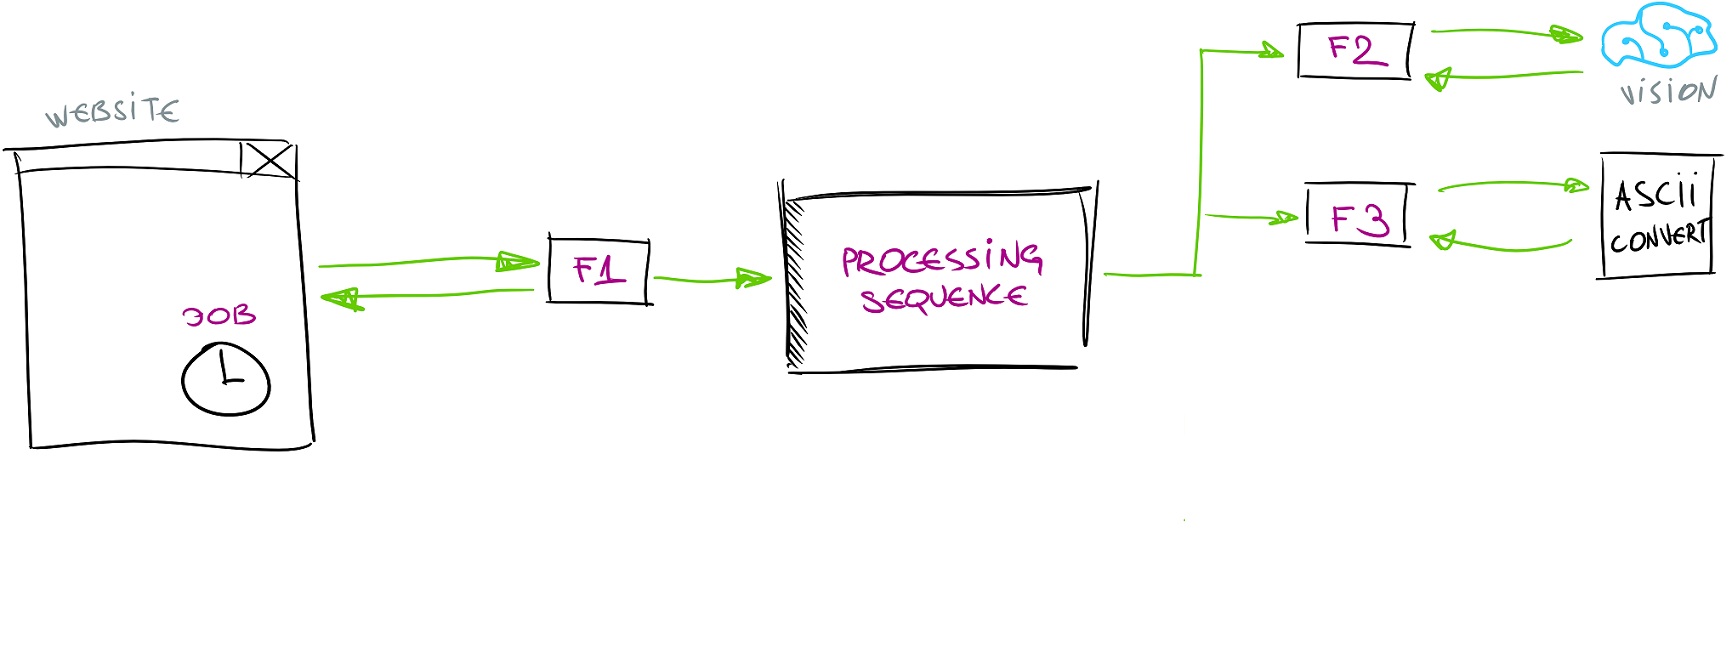 WEBSiTE
JOB
F1
PROCESSiNG
SEQUENCE
F2
ViSiON
F3
ASCii
CONVERT